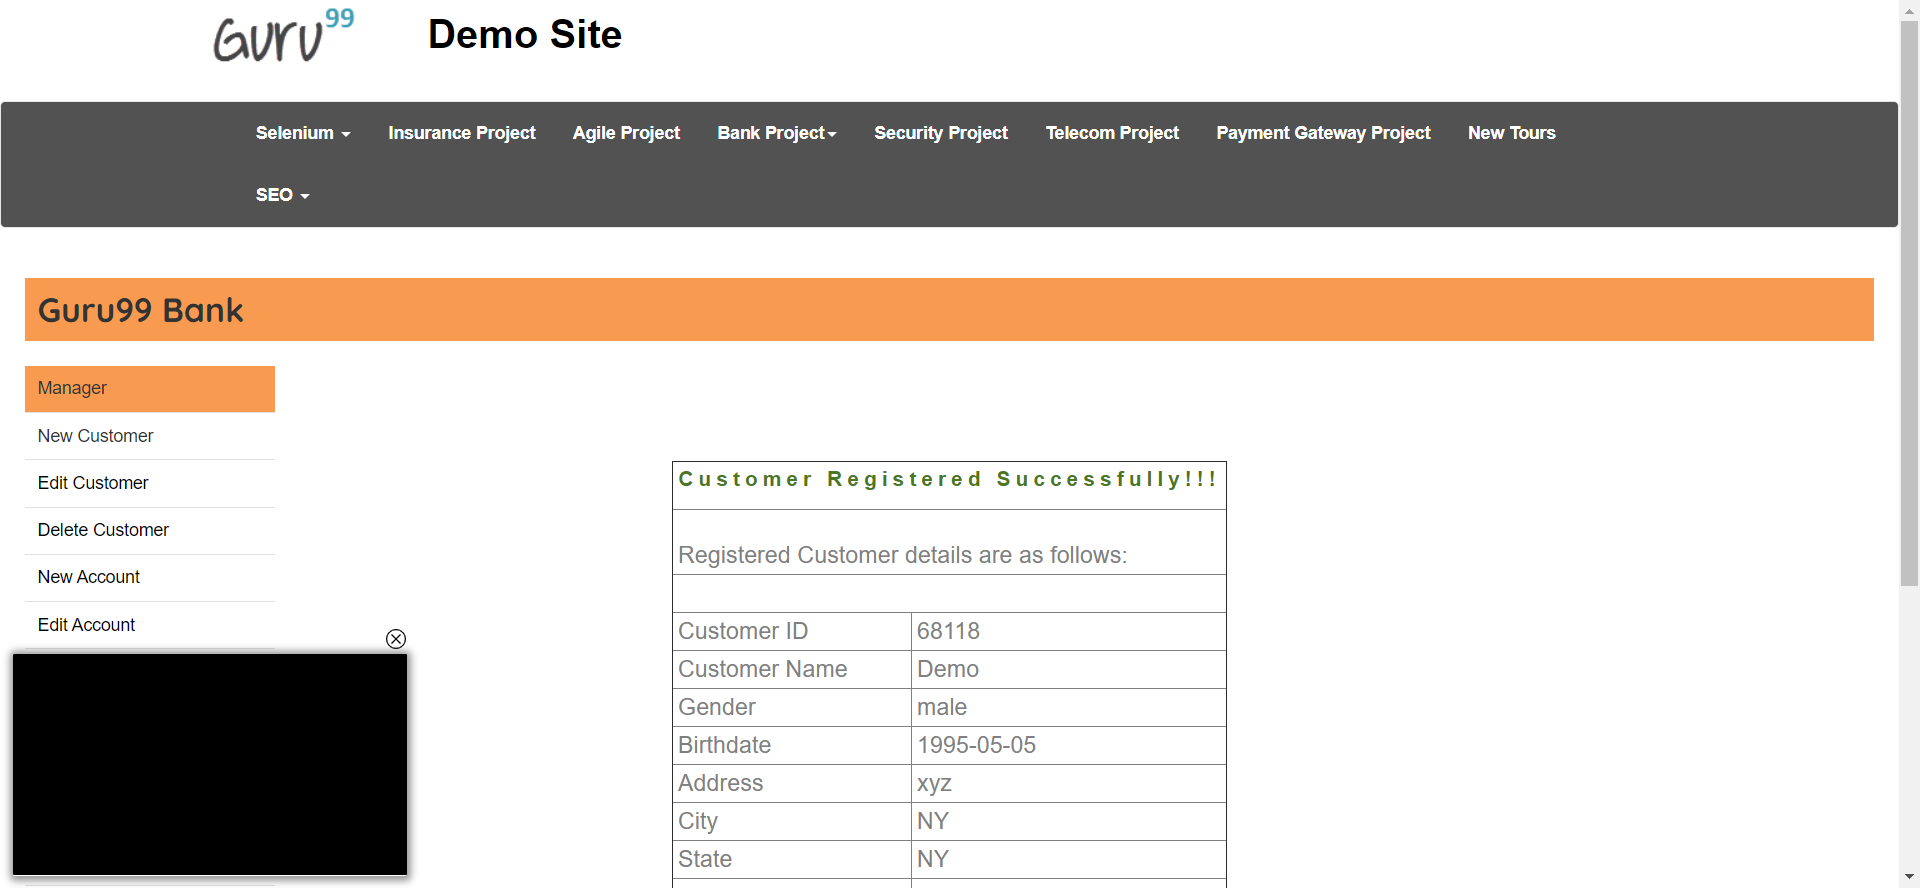 Guru99
Demo Site
Selenium Insurance Project Agile Project Bank Project Security Project Telecom Project Payment Gateway Project New Tours
SEO
Guru99 Bank
Manager
New Customer
Edit Customer
Delete Customer
New Account
Edit Account
Customer Registered Successfully!!!
Registered Customer details are as follows:
Customer ID 68118
Customer Name Demo
Gender male
Birthdate 1995-05-05
Address xyz
City NY
State NY